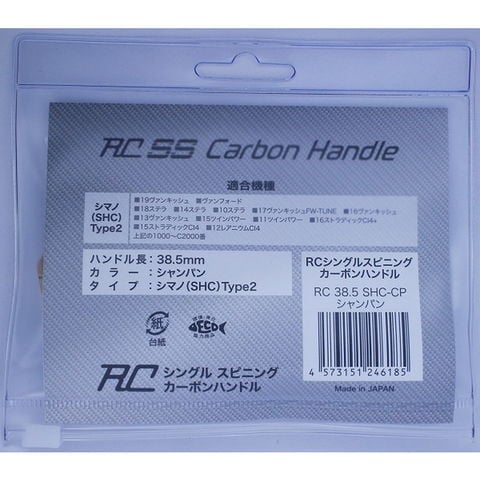 RC SS Carbon Handle
適合機種
シマノ
(SHC)
Type2
■19ヴァンキッシュ ■ヴァンフォード
■18ステラ ■14ステラ ■10ステラ ■17ヴァンキッシュFW-TUNE ■16ヴァンキッシュ
■13ヴァンキッシュ ■15ツインパワー ■11ツインパワー ■16ストラディックCI4+
■15ストラディックCI4 ■12レアニウムCI4
上記の1000〜C2000番
ハンドル長：38.5mm
カラー：シャンパン
タイプ：シマノ(SHC)Type2
RCシングルスピニング
カーボンハンドル
RC 38.5 SHC-CP
シャンパン
4 573151 246185
Made in JAPAN
紙
台紙
環境・実行
ECO
協力商品
RC シングル スピニング
カーボンハンドル